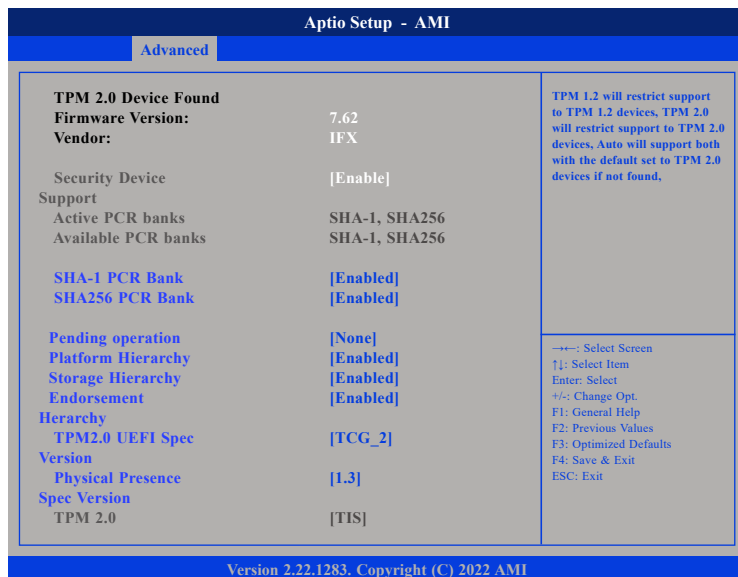 Aptio Setup - AMI
Advanced
TPM 2.0 Device Found
Firmware Version: 7.62
Vendor: IFX
Security Device [Enable]
Support
Active PCR banks SHA-1, SHA256
Available PCR banks SHA-1, SHA256
SHA-1 PCR Bank [Enabled]
SHA256 PCR Bank [Enabled]
Pending operation [None]
Platform Hierarchy [Enabled]
Storage Hierarchy [Enabled]
Endorsement [Enabled]
Herarchy
TPM2.0 UEFI Spec [TCG_2]
Version
Physical Presence [1.3]
Spec Version
TPM 2.0 [TIS]
TPM 1.2 will restrict support
to TPM 1.2 devices, TPM 2.0
will restrict support to TPM 2.0
devices, Auto will support both
with the default set to TPM 2.0
devices if not found,
→←: Select Screen
↑↓: Select Item
Enter: Select
+/-: Change Opt.
F1: General Help
F2: Previous Values
F3: Optimized Defaults
F4: Save & Exit
ESC: Exit
Version 2.22.1283. Copyright (C) 2022 AMI